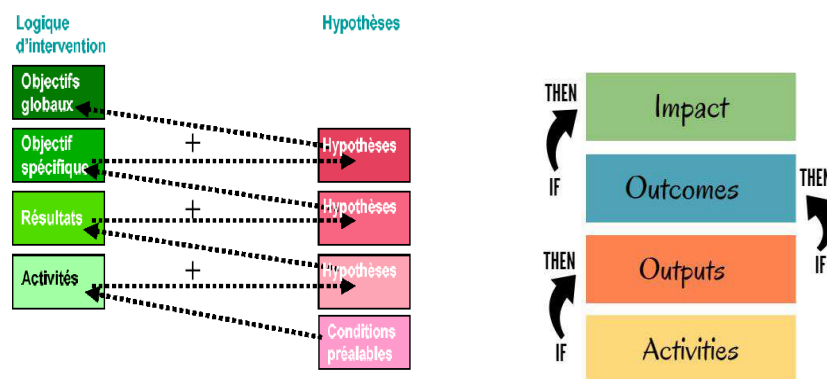 Logique
d'intervention
Hypothèses
Objectifs
globaux
Objectif
spécifique
+
Hypothèses
Résultats
+
Hypothèses
Activités
+
Hypothèses
Conditions
préalables
THEN
Impact
IF
Outcomes
THEN
THEN
Outputs
IF
IF
Activities